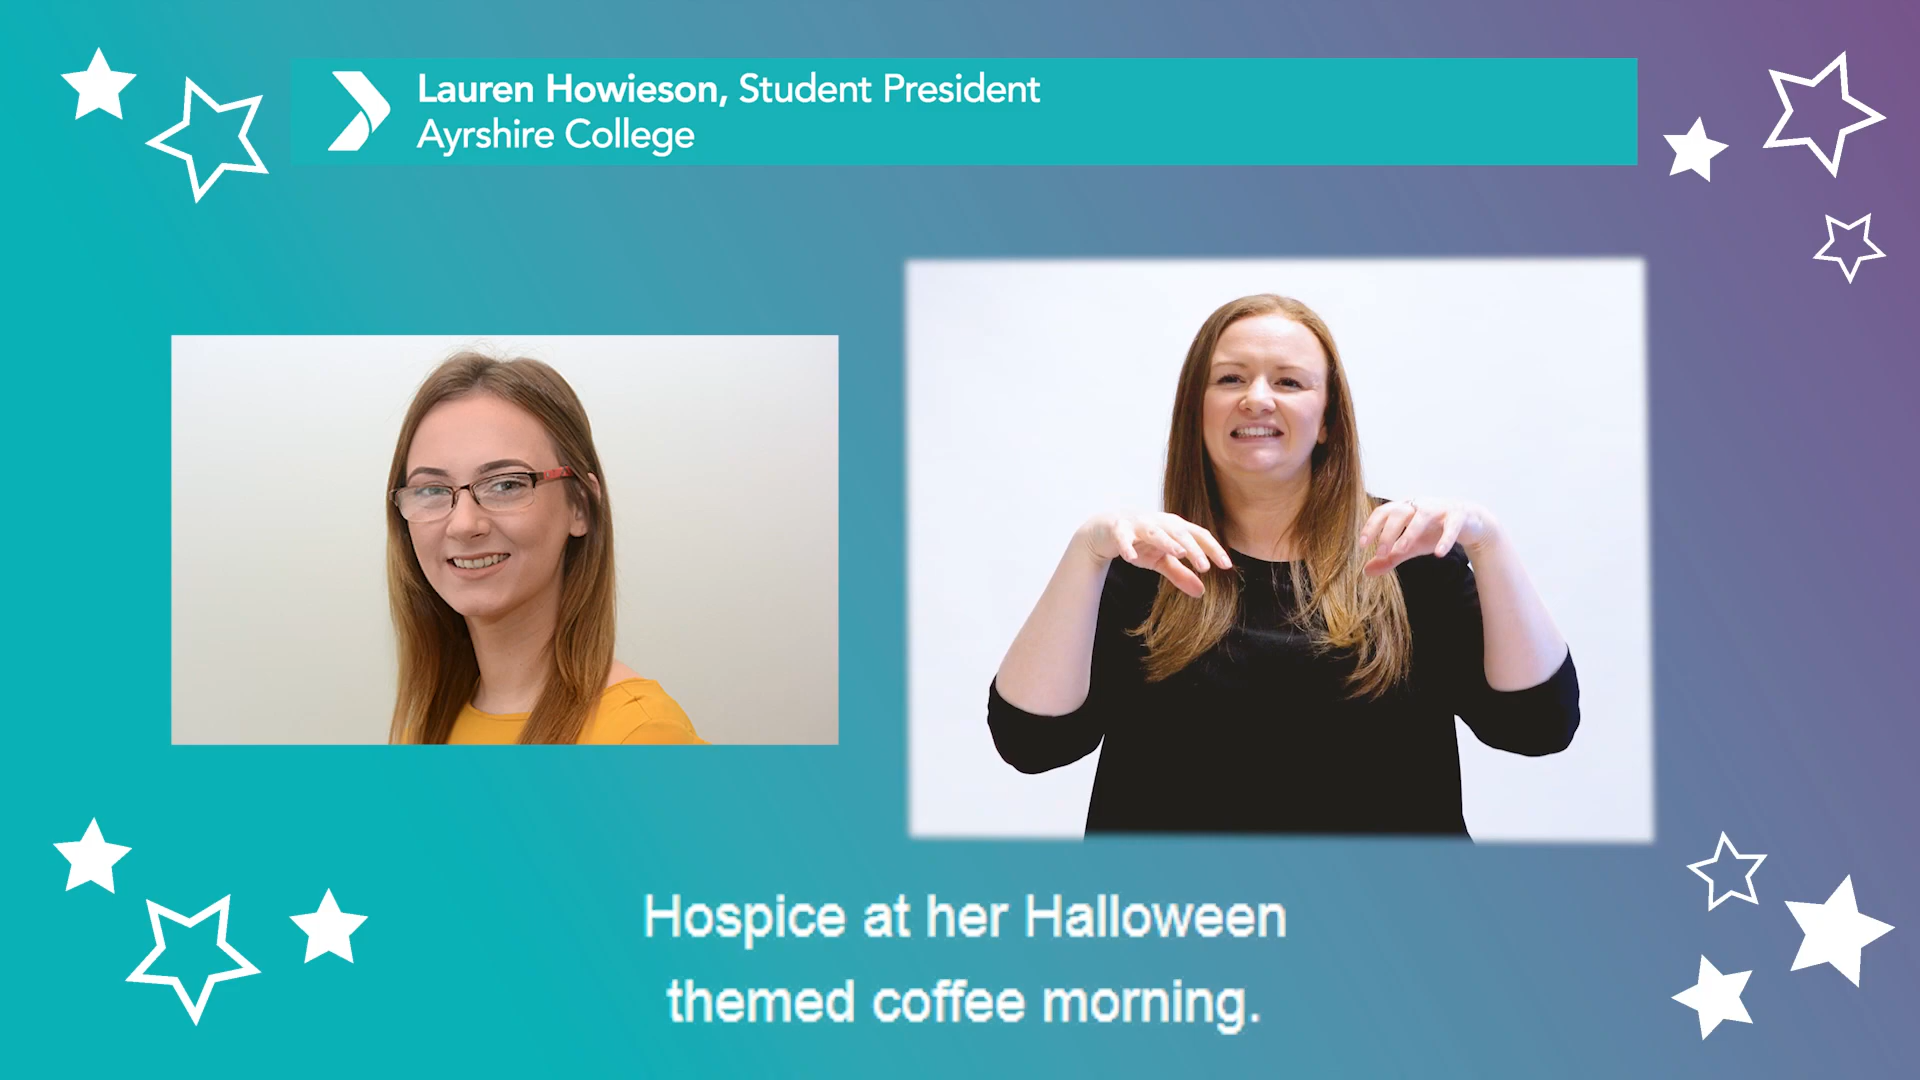 Lauren Howieson, Student President
Ayrshire College
Hospice at her Halloween
themed coffee morning.